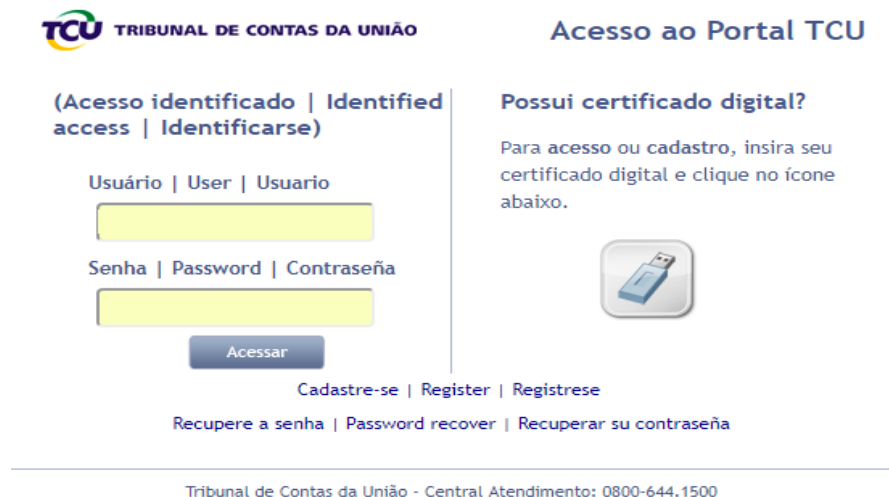 TCU TRIBUNAL DE CONTAS DA UNIÃO
Acesso ao Portal TCU
(Acesso identificado | Identified
access | Identificarse)
Usuário | User | Usuario
Senha | Password | Contraseña
Acessar
Possui certificado digital?
Para acesso ou cadastro, insira seu
certificado digital e clique no ícone
abaixo.
Cadastre-se | Register | Registrese
Recupere a senha | Password recover | Recuperar su contraseña
Tribunal de Contas da União - Central Atendimento: 0800-644.1500